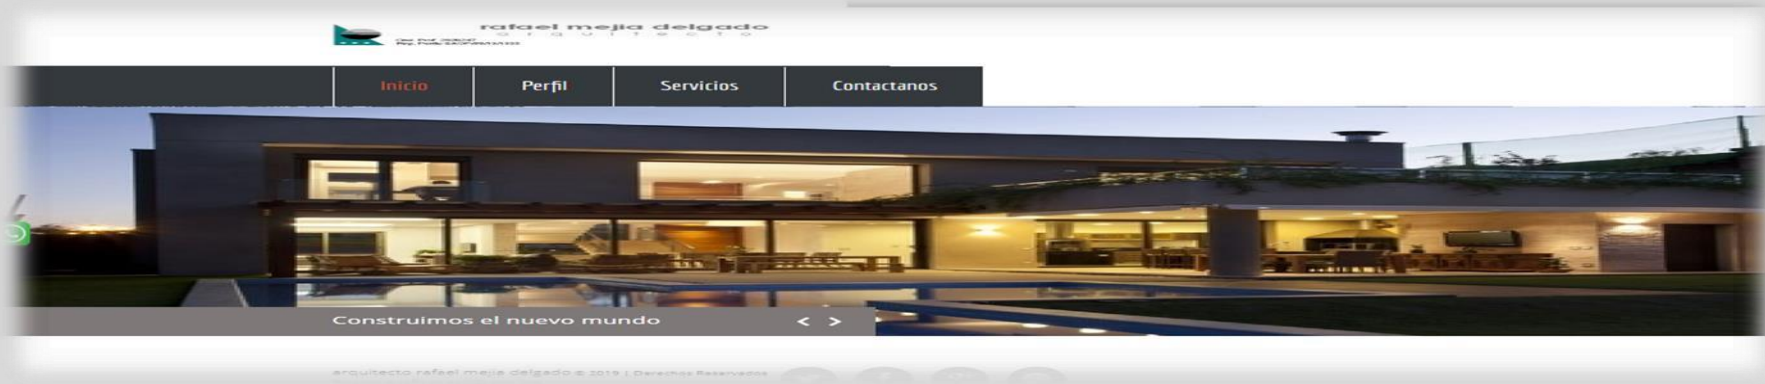 rafael mejia delgado
arquitecto
Inicio Perfil Servicios Contactanos
Construimos el nuevo mundo
arquitecto rafael mejia delgado © 2019 | Derechos Reservados